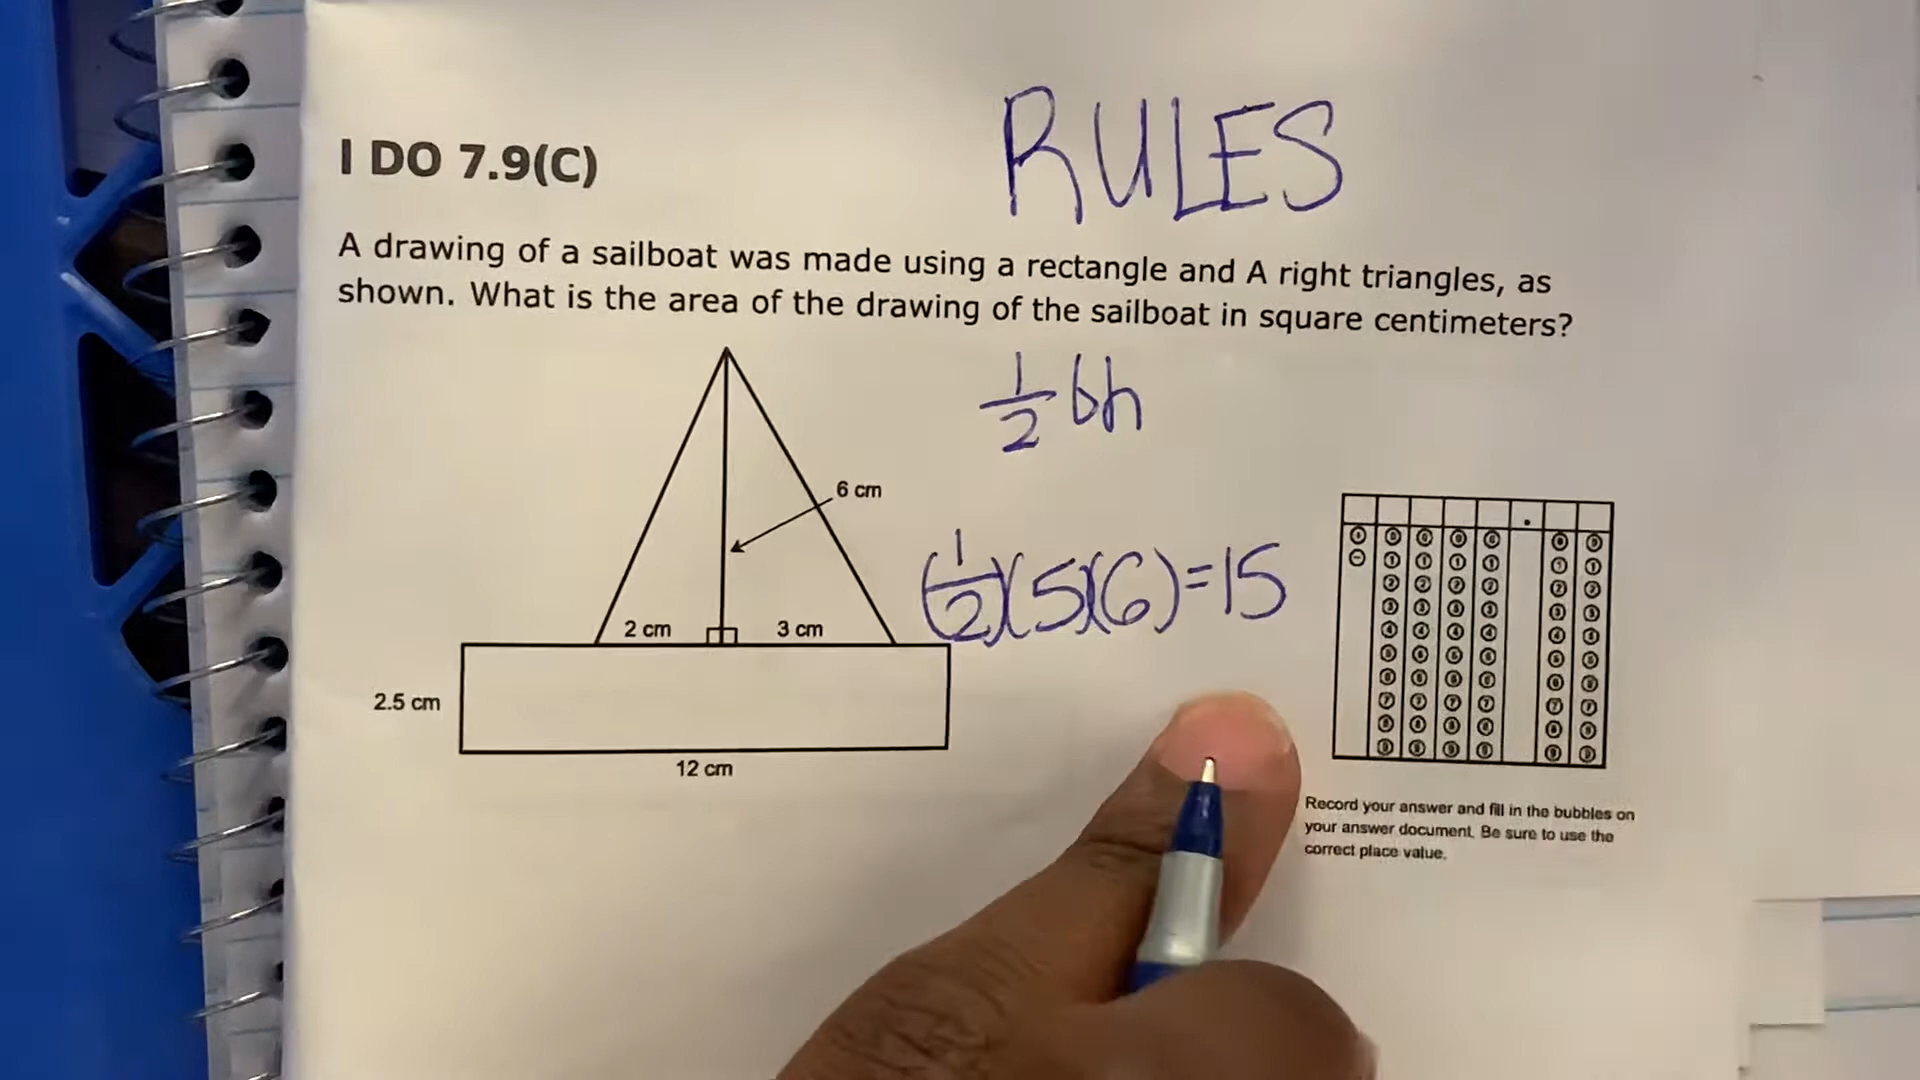 RULES
I DO 7.9(C)
A drawing of a sailboat was made using a rectangle and A right triangles, as
shown. What is the area of the drawing of the sailboat in square centimeters?
1/2 bh
6 cm
(1/2)(5)(6)=15
2 cm
3 cm
2.5 cm
12 cm
Record your answer and fill in the bubbles on
your answer document. Be sure to use the
correct place value.